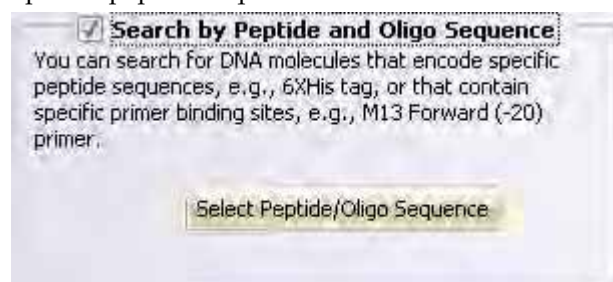 Search by Peptide and Oligo Sequence
You can search for DNA molecules that encode specific
peptide sequences, e.g., 6XHis tag, or that contain
specific primer binding sites, e.g., M13 Forward (-20)
primer.
Select Peptide/Oligo Sequence